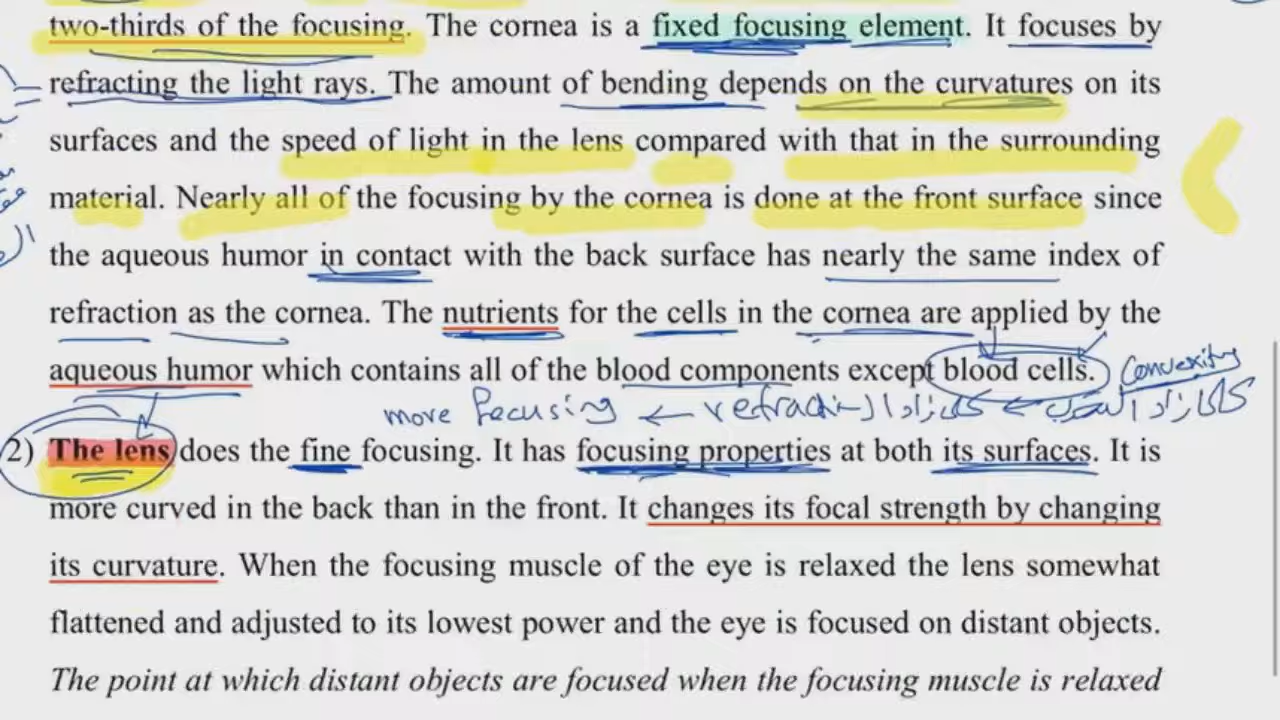 two-thirds of the focusing. The cornea is a fixed focusing element. It focuses by
refracting the light rays. The amount of bending depends on the curvatures on its
surfaces and the speed of light in the lens compared with that in the surrounding
material. Nearly all of the focusing by the cornea is done at the front surface since
the aqueous humor in contact with the back surface has nearly the same index of
refraction as the cornea. The nutrients for the cells in the cornea are applied by the
aqueous humor which contains all of the blood components except blood cells.
Convexity
more focusing ← ←
2) The lens does the fine focusing. It has focusing properties at both its surfaces. It is
more curved in the back than in the front. It changes its focal strength by changing
its curvature. When the focusing muscle of the eye is relaxed the lens somewhat
flattened and adjusted to its lowest power and the eye is focused on distant objects.
The point at which distant objects are focused when the focusing muscle is relaxed